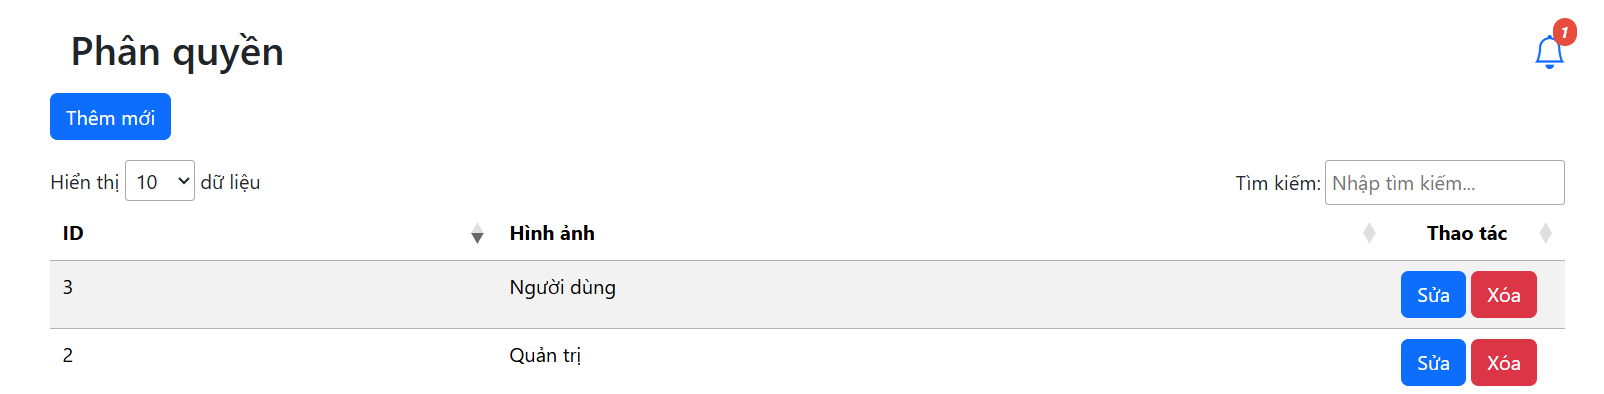 Phân quyền
1
Thêm mới
Hiển thị 10 dữ liệu
Tìm kiếm: Nhập tìm kiếm...
ID Hình ảnh Thao tác
3 Người dùng Sửa Xóa
2 Quản trị Sửa Xóa